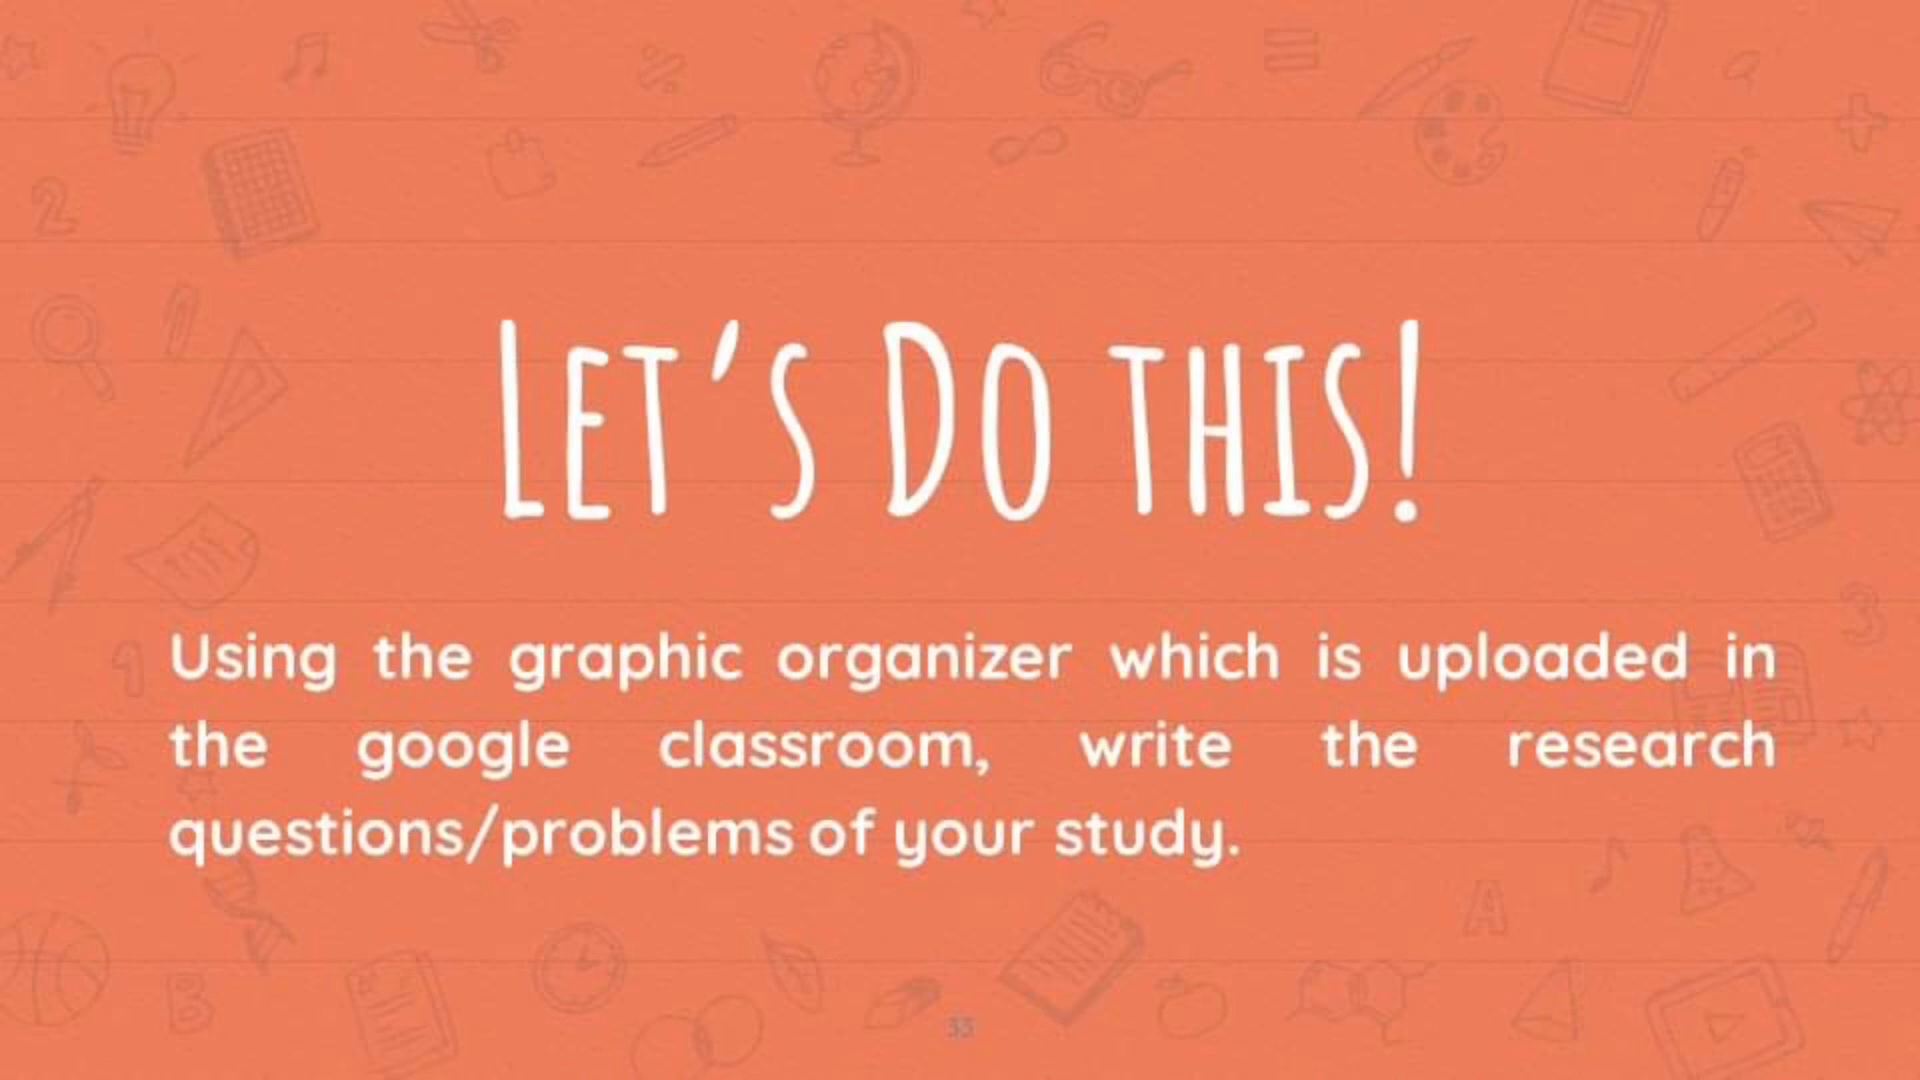 LET'S DO THIS!
Using the graphic organizer which is uploaded in
the google classroom, write the research
questions/problems of your study.
33